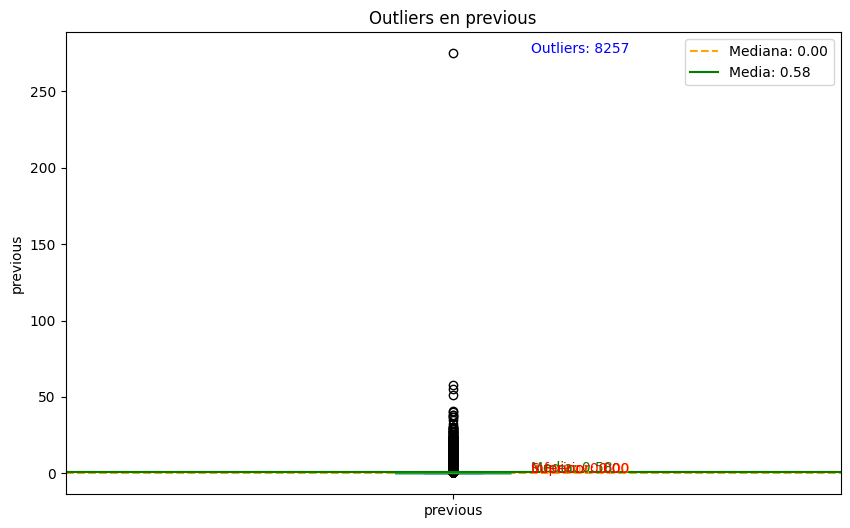 Outliers en previous
Outliers: 8257
Mediana: 0.00
Media: 0.58
250
200
150
100
50
0
previous
previous